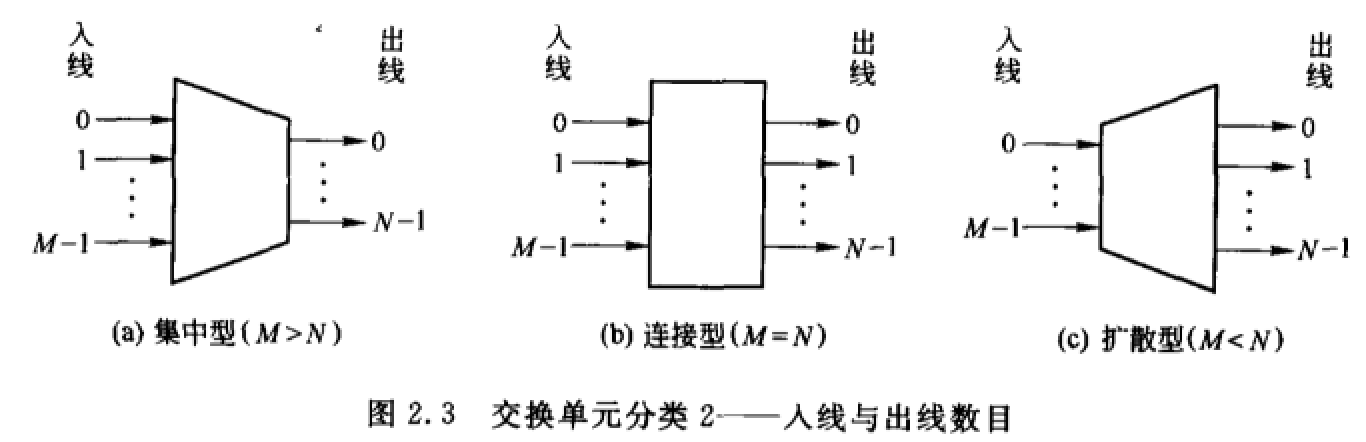 入线 出线
0 0
1
M-1 N-1
(a) 集中型(M>N)
入线 出线
0 0
1 1
M-1 N-1
(b) 连接型(M=N)
入线 出线
0 0
1
M-1 N-1
(c) 扩散型(M<N)
图 2.3 交换单元分类 2——入线与出线数目